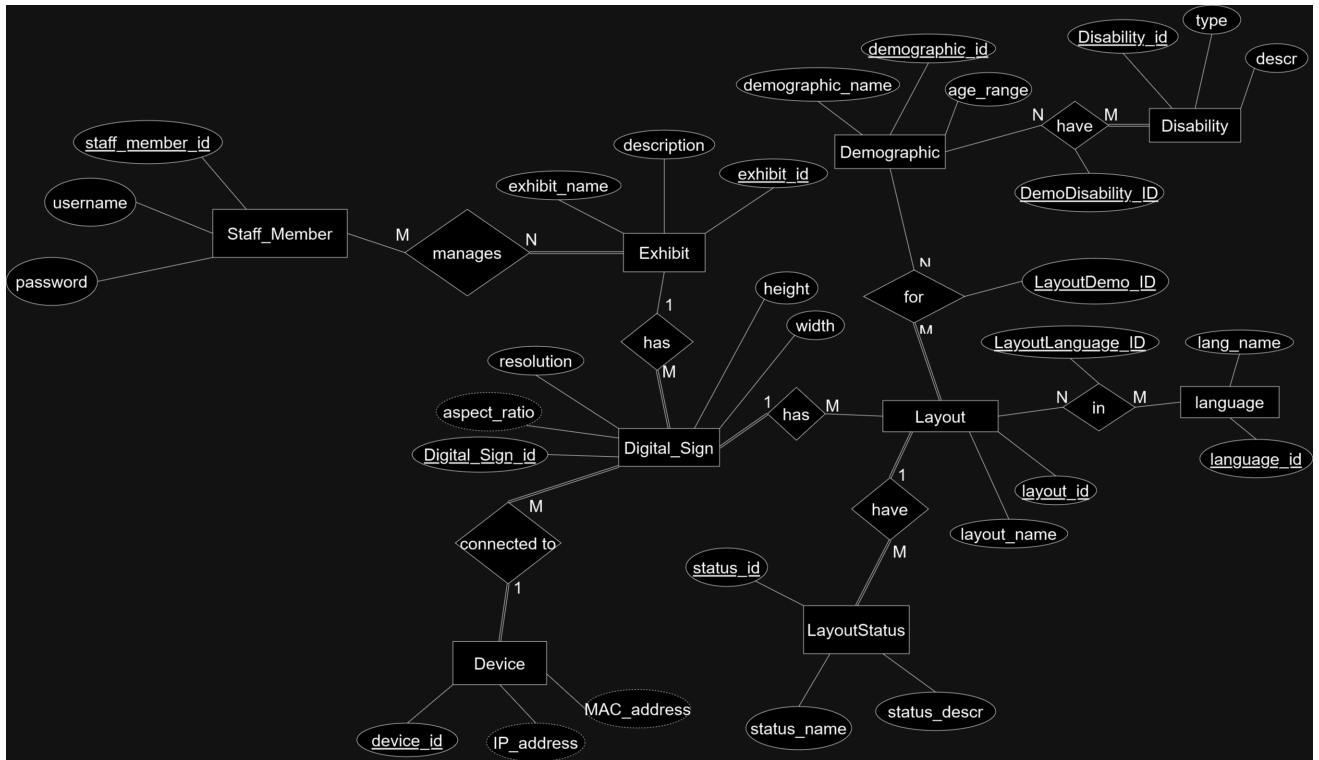 type
Disability_id
demographic_id
descr
demographic_name
age_range
N
M
have
Disability
staff_member_id
description
Demographic
exhibit_name
exhibit_id
DemoDisability_ID
username
Staff_Member
M
manages
N
Exhibit
password
N
LayoutDemo_ID
for
height
1
width
M
has
LayoutLanguage_ID
lang_name
resolution
M
aspect_ratio
1
has
M
Layout
N
in
M
language
Digital_Sign
Digital_Sign_id
language_id
1
layout_id
M
have
layout_name
connected to
M
status_id
1
LayoutStatus
Device
MAC_address
status_descr
status_name
device_id
IP_address